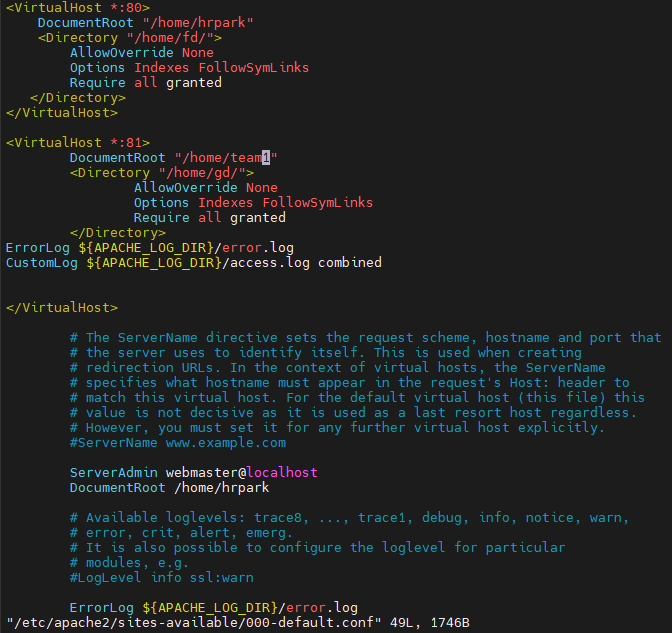 <VirtualHost *:80>
    DocumentRoot "/home/hrpark"
    <Directory "/home/fd/">
        AllowOverride None
        Options Indexes FollowSymLinks
        Require all granted
   </Directory>
</VirtualHost>

<VirtualHost *:81>
        DocumentRoot "/home/team1"
        <Directory "/home/gd/">
                AllowOverride None
                Options Indexes FollowSymLinks
                Require all granted
        </Directory>
ErrorLog ${APACHE_LOG_DIR}/error.log
CustomLog ${APACHE_LOG_DIR}/access.log combined


</VirtualHost>

        # The ServerName directive sets the request scheme, hostname and port that
        # the server uses to identify itself. This is used when creating
        # redirection URLs. In the context of virtual hosts, the ServerName
        # specifies what hostname must appear in the request's Host: header to
        # match this virtual host. For the default virtual host (this file) this
        # value is not decisive as it is used as a last resort host regardless.
        # However, you must set it for any further virtual host explicitly.
        #ServerName www.example.com

        ServerAdmin webmaster@localhost
        DocumentRoot /home/hrpark

        # Available loglevels: trace8, ..., trace1, debug, info, notice, warn,
        # error, crit, alert, emerg.
        # It is also possible to configure the loglevel for particular
        # modules, e.g.
        #LogLevel info ssl:warn

        ErrorLog ${APACHE_LOG_DIR}/error.log
"/etc/apache2/sites-available/000-default.conf" 49L, 1746B